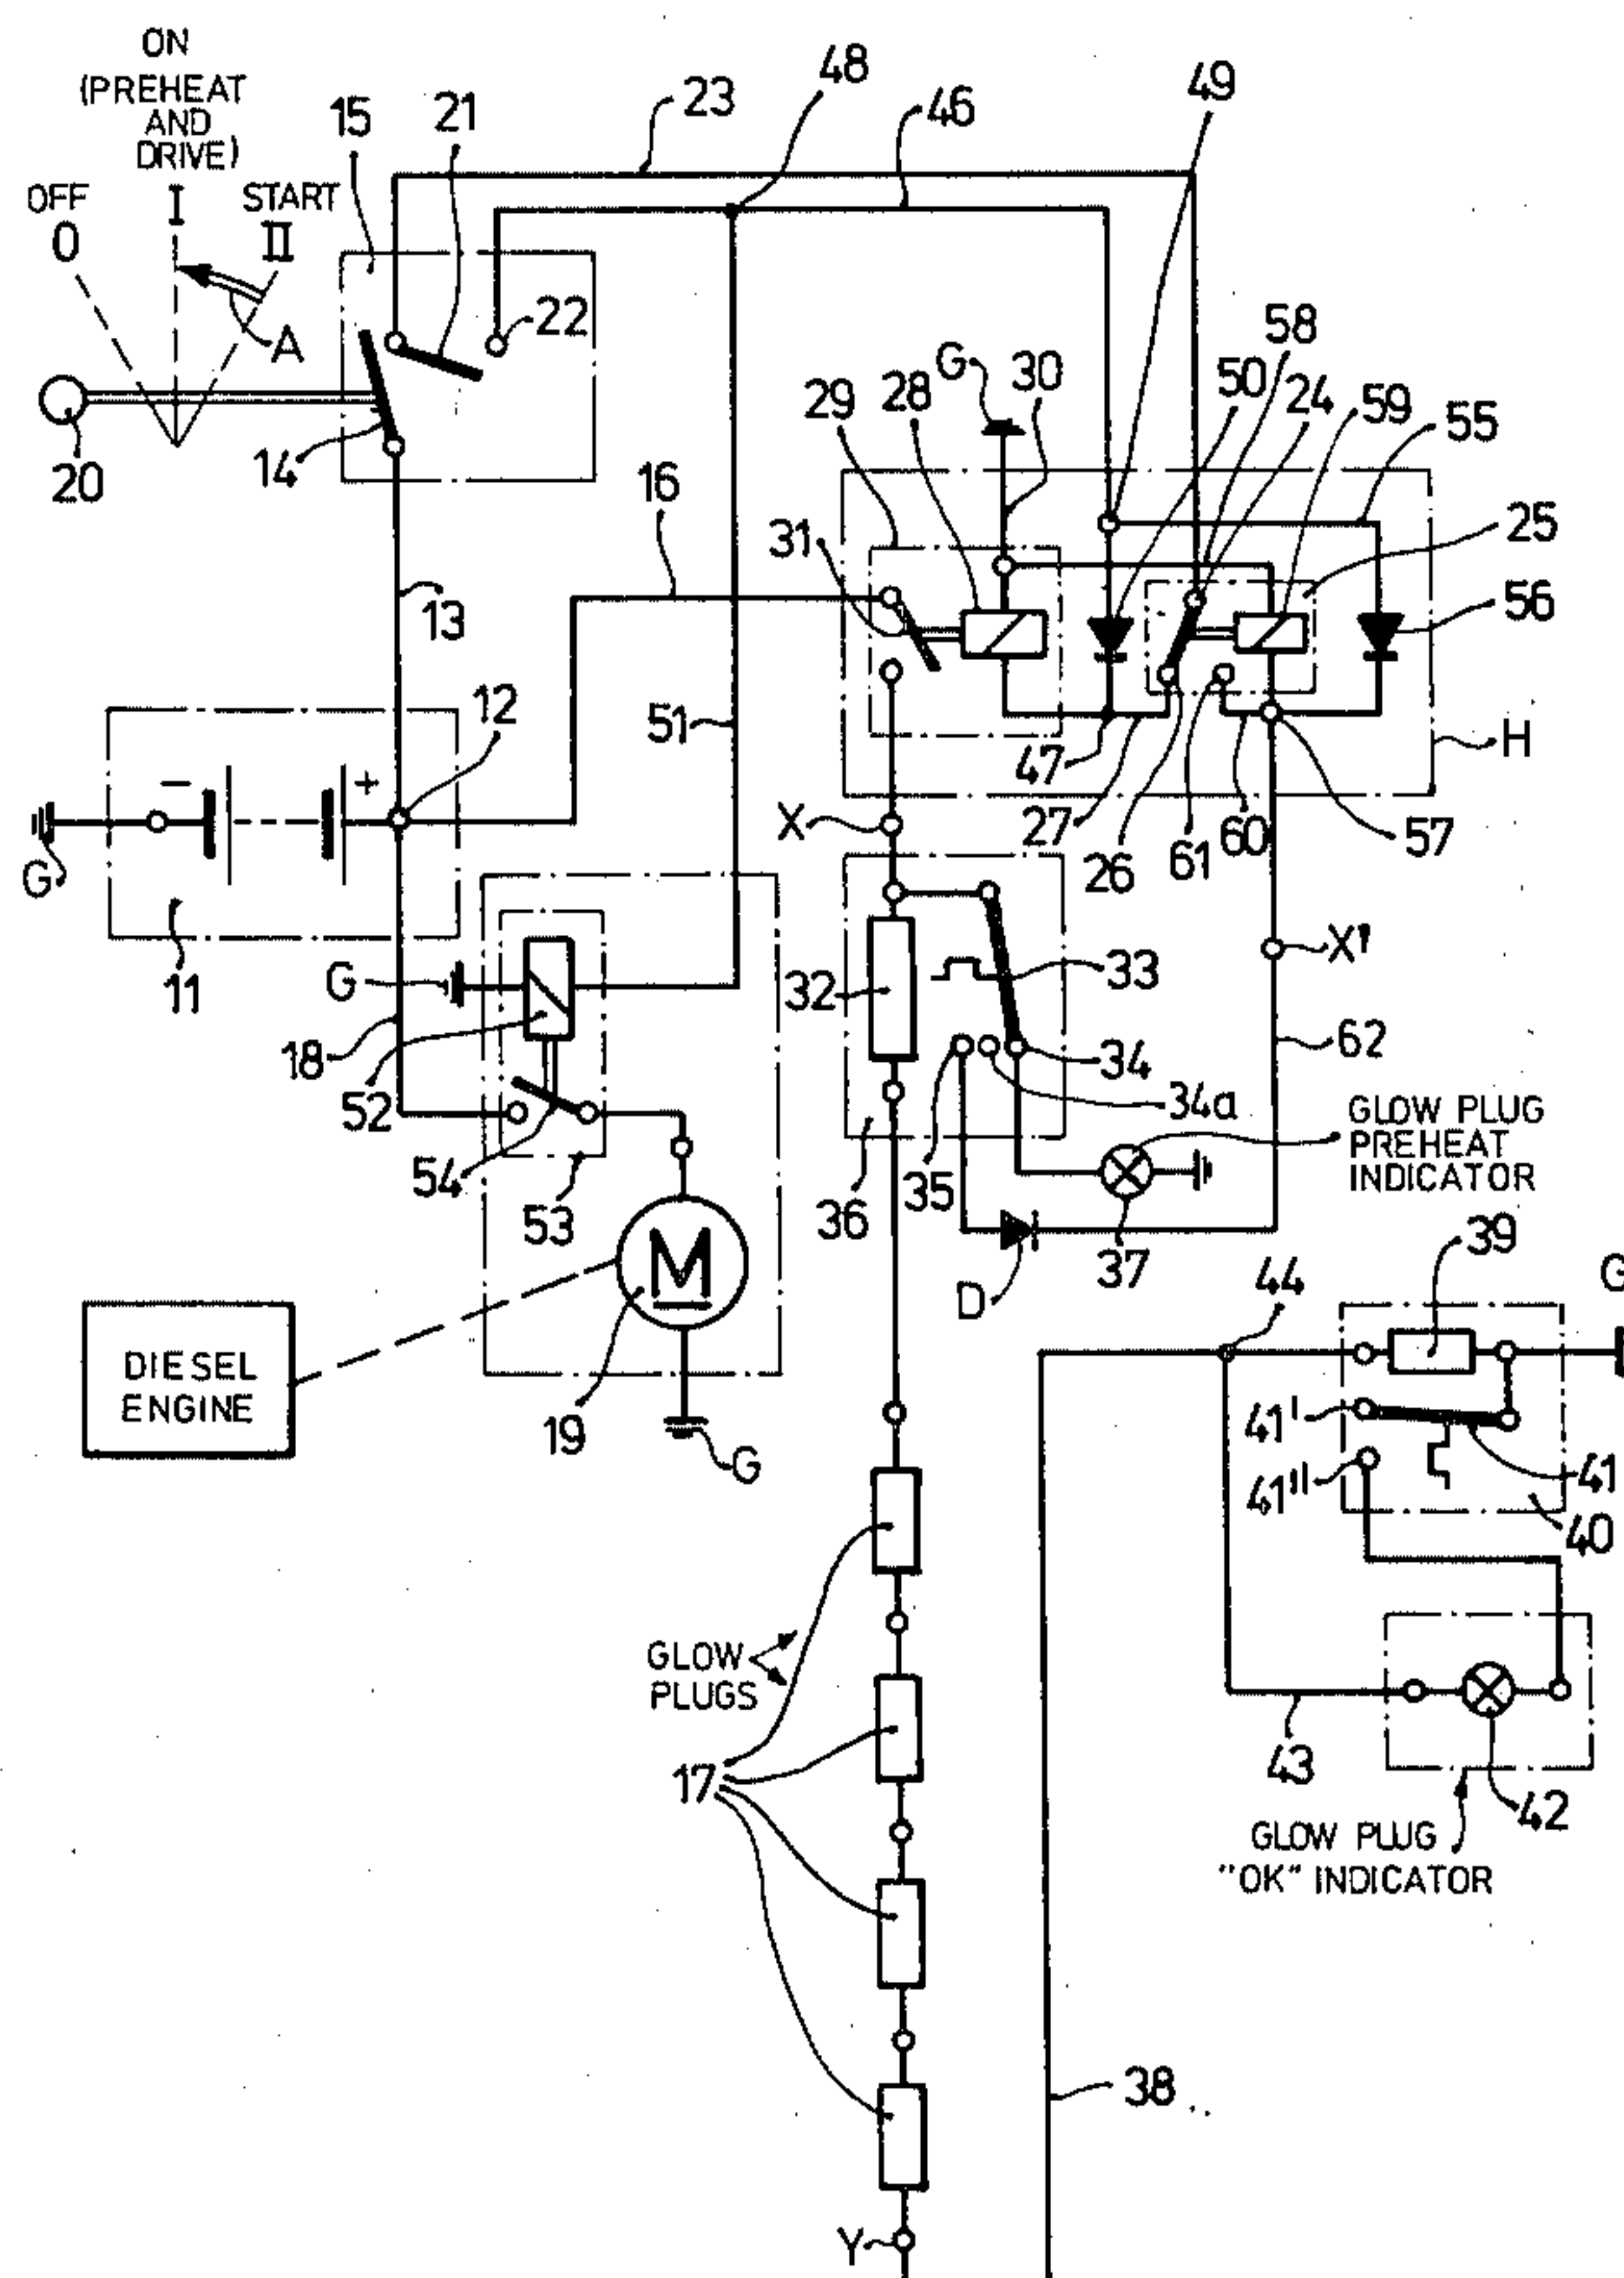 ON
(PREHEAT
AND
DRIVE)
OFF
O
I
START
II
A
20
14
15
21
22
23
48
46
49
13
16
51
12
-
+
G
11
18
G
52
54
53
M
19
G
DIESEL
ENGINE
29
28
G
30
50
58
24
59
55
25
31
56
H
47
27
26
61
60
57
X
X'
32
33
34
34a
35
36
62
GLOW PLUG
PREHEAT
INDICATOR
37
D
44
39
G
41'
41"
41
40
43
42
GLOW PLUG
"OK" INDICATOR
GLOW
PLUGS
17
38
Y